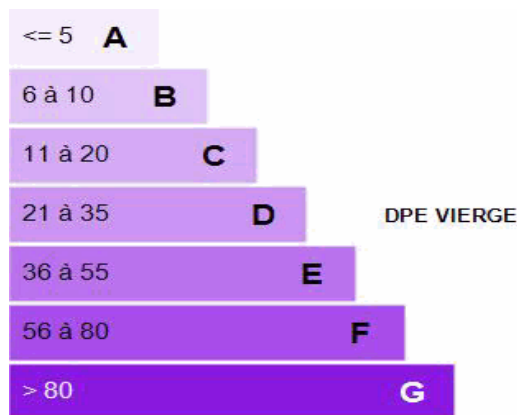 <= 5 A
6 à 10 B
11 à 20 C
21 à 35 D DPE VIERGE
36 à 55 E
56 à 80 F
> 80 G